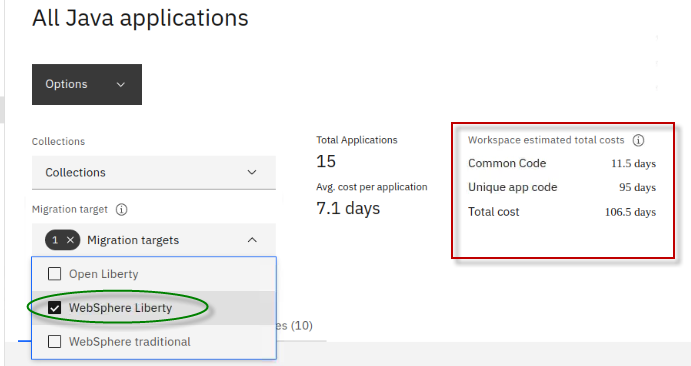 All Java applications
Options
Collections
Collections
Migration target
1 Migration targets
Open Liberty
WebSphere Liberty
WebSphere traditional
Total Applications
15
Avg. cost per application
7.1 days
Workspace estimated total costs
Common Code 11.5 days
Unique app code 95 days
Total cost 106.5 days
(10)